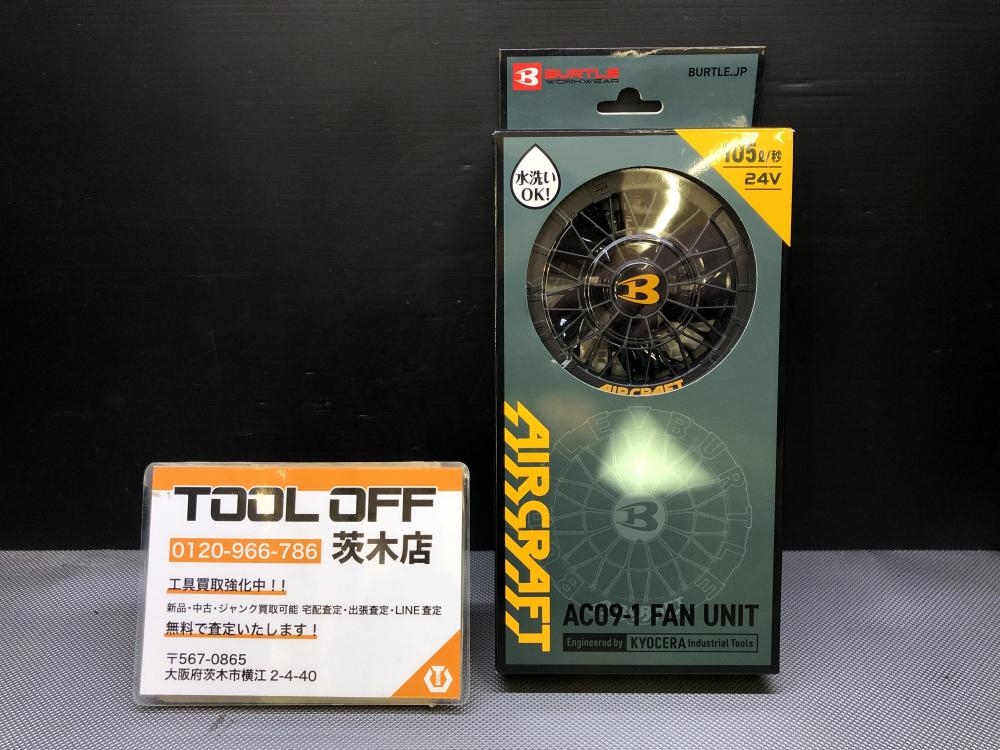 TOOL OFF
0120-966-786 茨木店
工具買取強化中！！
新品・中古・ジャンク買取可能 宅配査定・出張査定・LINE査定
無料で査定いたします！
〒567-0865
大阪府茨木市横江 2-4-40
BURTLE
WORKWEAR
BURTLE.JP
水洗い
OK!
105ℓ/秒
24V
B
AIRCRAFT
AIRCRAFT
BURTLE
B
AC09-1 FAN UNIT
Engineered by KYOCERA Industrial Tools